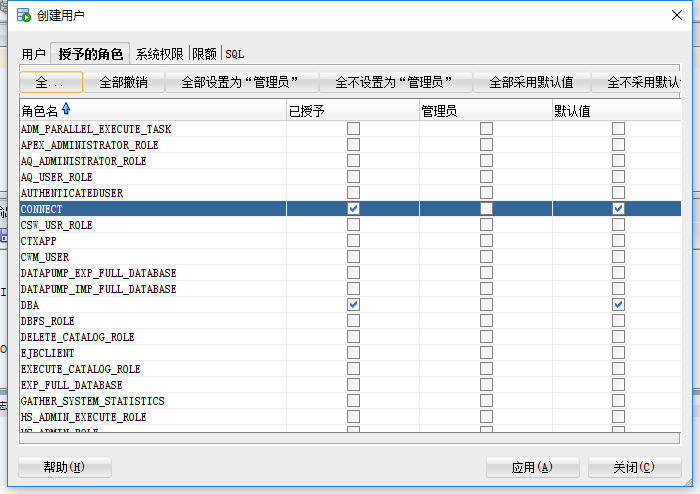 创建用户
用户 授予的角色 系统权限 限额 SQL
全... 全部撤销 全部设置为“管理员” 全不设置为“管理员” 全部采用默认值 全不采用默认
角色名 已授予 管理员 默认值
ADM_PARALLEL_EXECUTE_TASK
APEX_ADMINISTRATOR_ROLE
AQ_ADMINISTRATOR_ROLE
AQ_USER_ROLE
AUTHENTICATEDUSER
CONNECT
CSW_USR_ROLE
CTXAPP
CWM_USER
DATAPUMP_EXP_FULL_DATABASE
DATAPUMP_IMP_FULL_DATABASE
DBA
DBFS_ROLE
DELETE_CATALOG_ROLE
EJBCLIENT
EXECUTE_CATALOG_ROLE
EXP_FULL_DATABASE
GATHER_SYSTEM_STATISTICS
HS_ADMIN_EXECUTE_ROLE
HS_ADMIN_ROLE
帮助(H) 应用(A) 关闭(C)